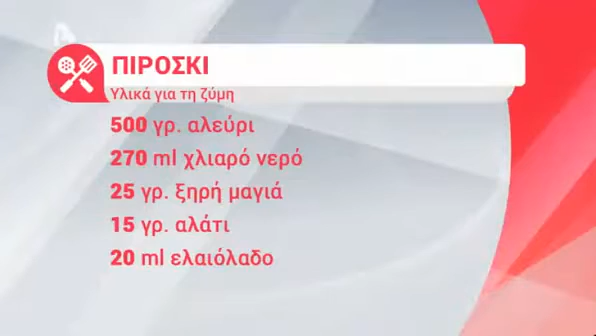 ΠΙΡΟΣΚΙ
Υλικά για τη ζύμη
500 γρ. αλεύρι
270 ml χλιαρό νερό
25 γρ. ξηρή μαγιά
15 γρ. αλάτι
20 ml ελαιόλαδο